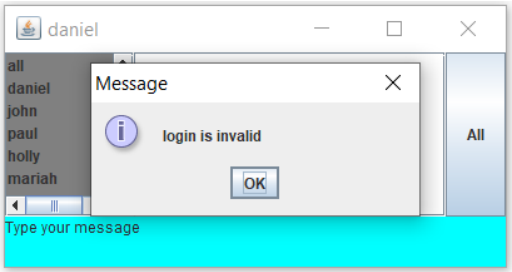 daniel
all
daniel
john
paul
holly
mariah
Message
login is invalid
OK
All
Type your message